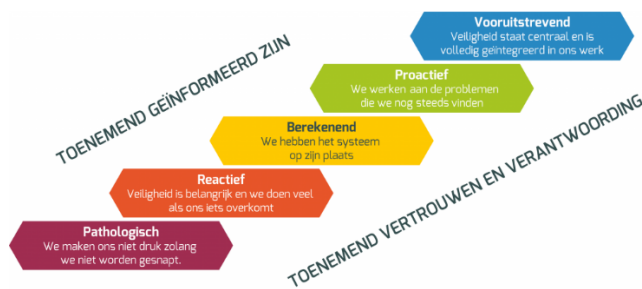 Vooruitstrevend
Veiligheid staat centraal en is
volledig geïntegreerd in ons werk
TOENEMEND GEÏNFORMEERD ZIJN
Proactief
We werken aan de problemen
die we nog steeds vinden
Berekenend
We hebben het systeem
op zijn plaats
TOENEMEND VERTROUWEN EN VERANTWOORDING
Reactief
Veiligheid is belangrijk en we doen veel
als ons iets overkomt
Pathologisch
We maken ons niet druk zolang
we niet worden gesnapt.